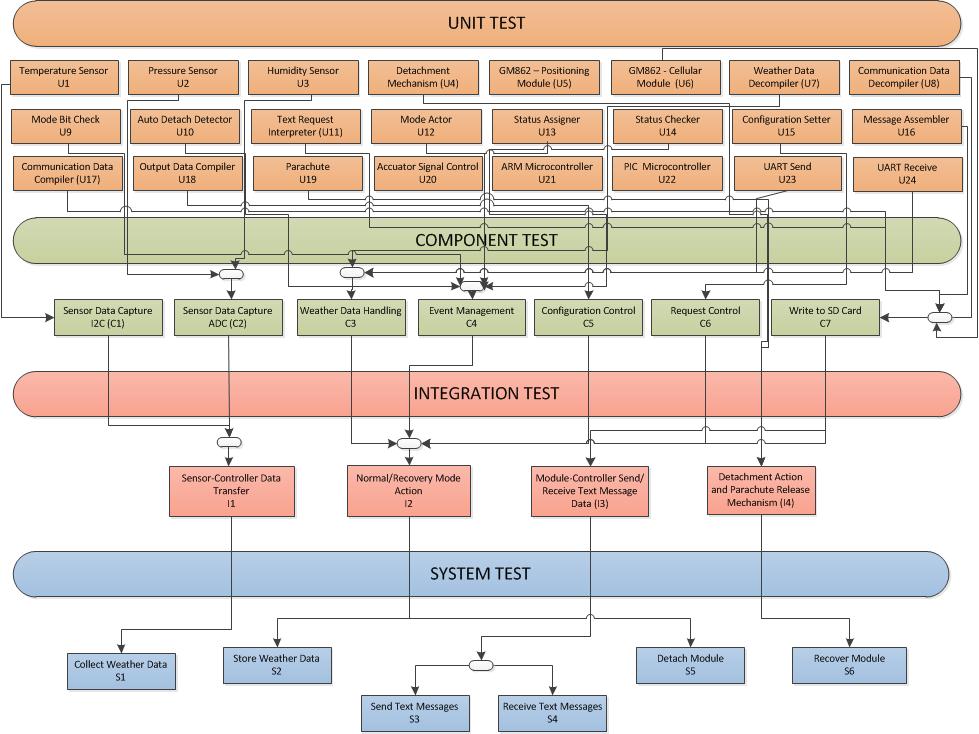 UNIT TEST
Temperature Sensor
U1
Pressure Sensor
U2
Humidity Sensor
U3
Detachment
Mechanism (U4)
GM862 – Positioning
Module (U5)
GM862 - Cellular
Module (U6)
Weather Data
Decompiler (U7)
Communication Data
Decompiler (U8)
Mode Bit Check
U9
Auto Detach Detector
U10
Text Request
Interpreter (U11)
Mode Actor
U12
Status Assigner
U13
Status Checker
U14
Configuration Setter
U15
Message Assembler
U16
Communication Data
Compiler (U17)
Output Data Compiler
U18
Parachute
U19
Accuator Signal Control
U20
ARM Microcontroller
U21
PIC Microcontroller
U22
UART Send
U23
UART Receive
U24
COMPONENT TEST
Sensor Data Capture
I2C (C1)
Sensor Data Capture
ADC (C2)
Weather Data Handling
C3
Event Management
C4
Configuration Control
C5
Request Control
C6
Write to SD Card
C7
INTEGRATION TEST
Sensor-Controller Data
Transfer
I1
Normal/Recovery Mode
Action
I2
Module-Controller Send/
Receive Text Message
Data (I3)
Detachment Action
and Parachute Release
Mechanism (I4)
SYSTEM TEST
Collect Weather Data
S1
Store Weather Data
S2
Send Text Messages
S3
Receive Text Messages
S4
Detach Module
S5
Recover Module
S6